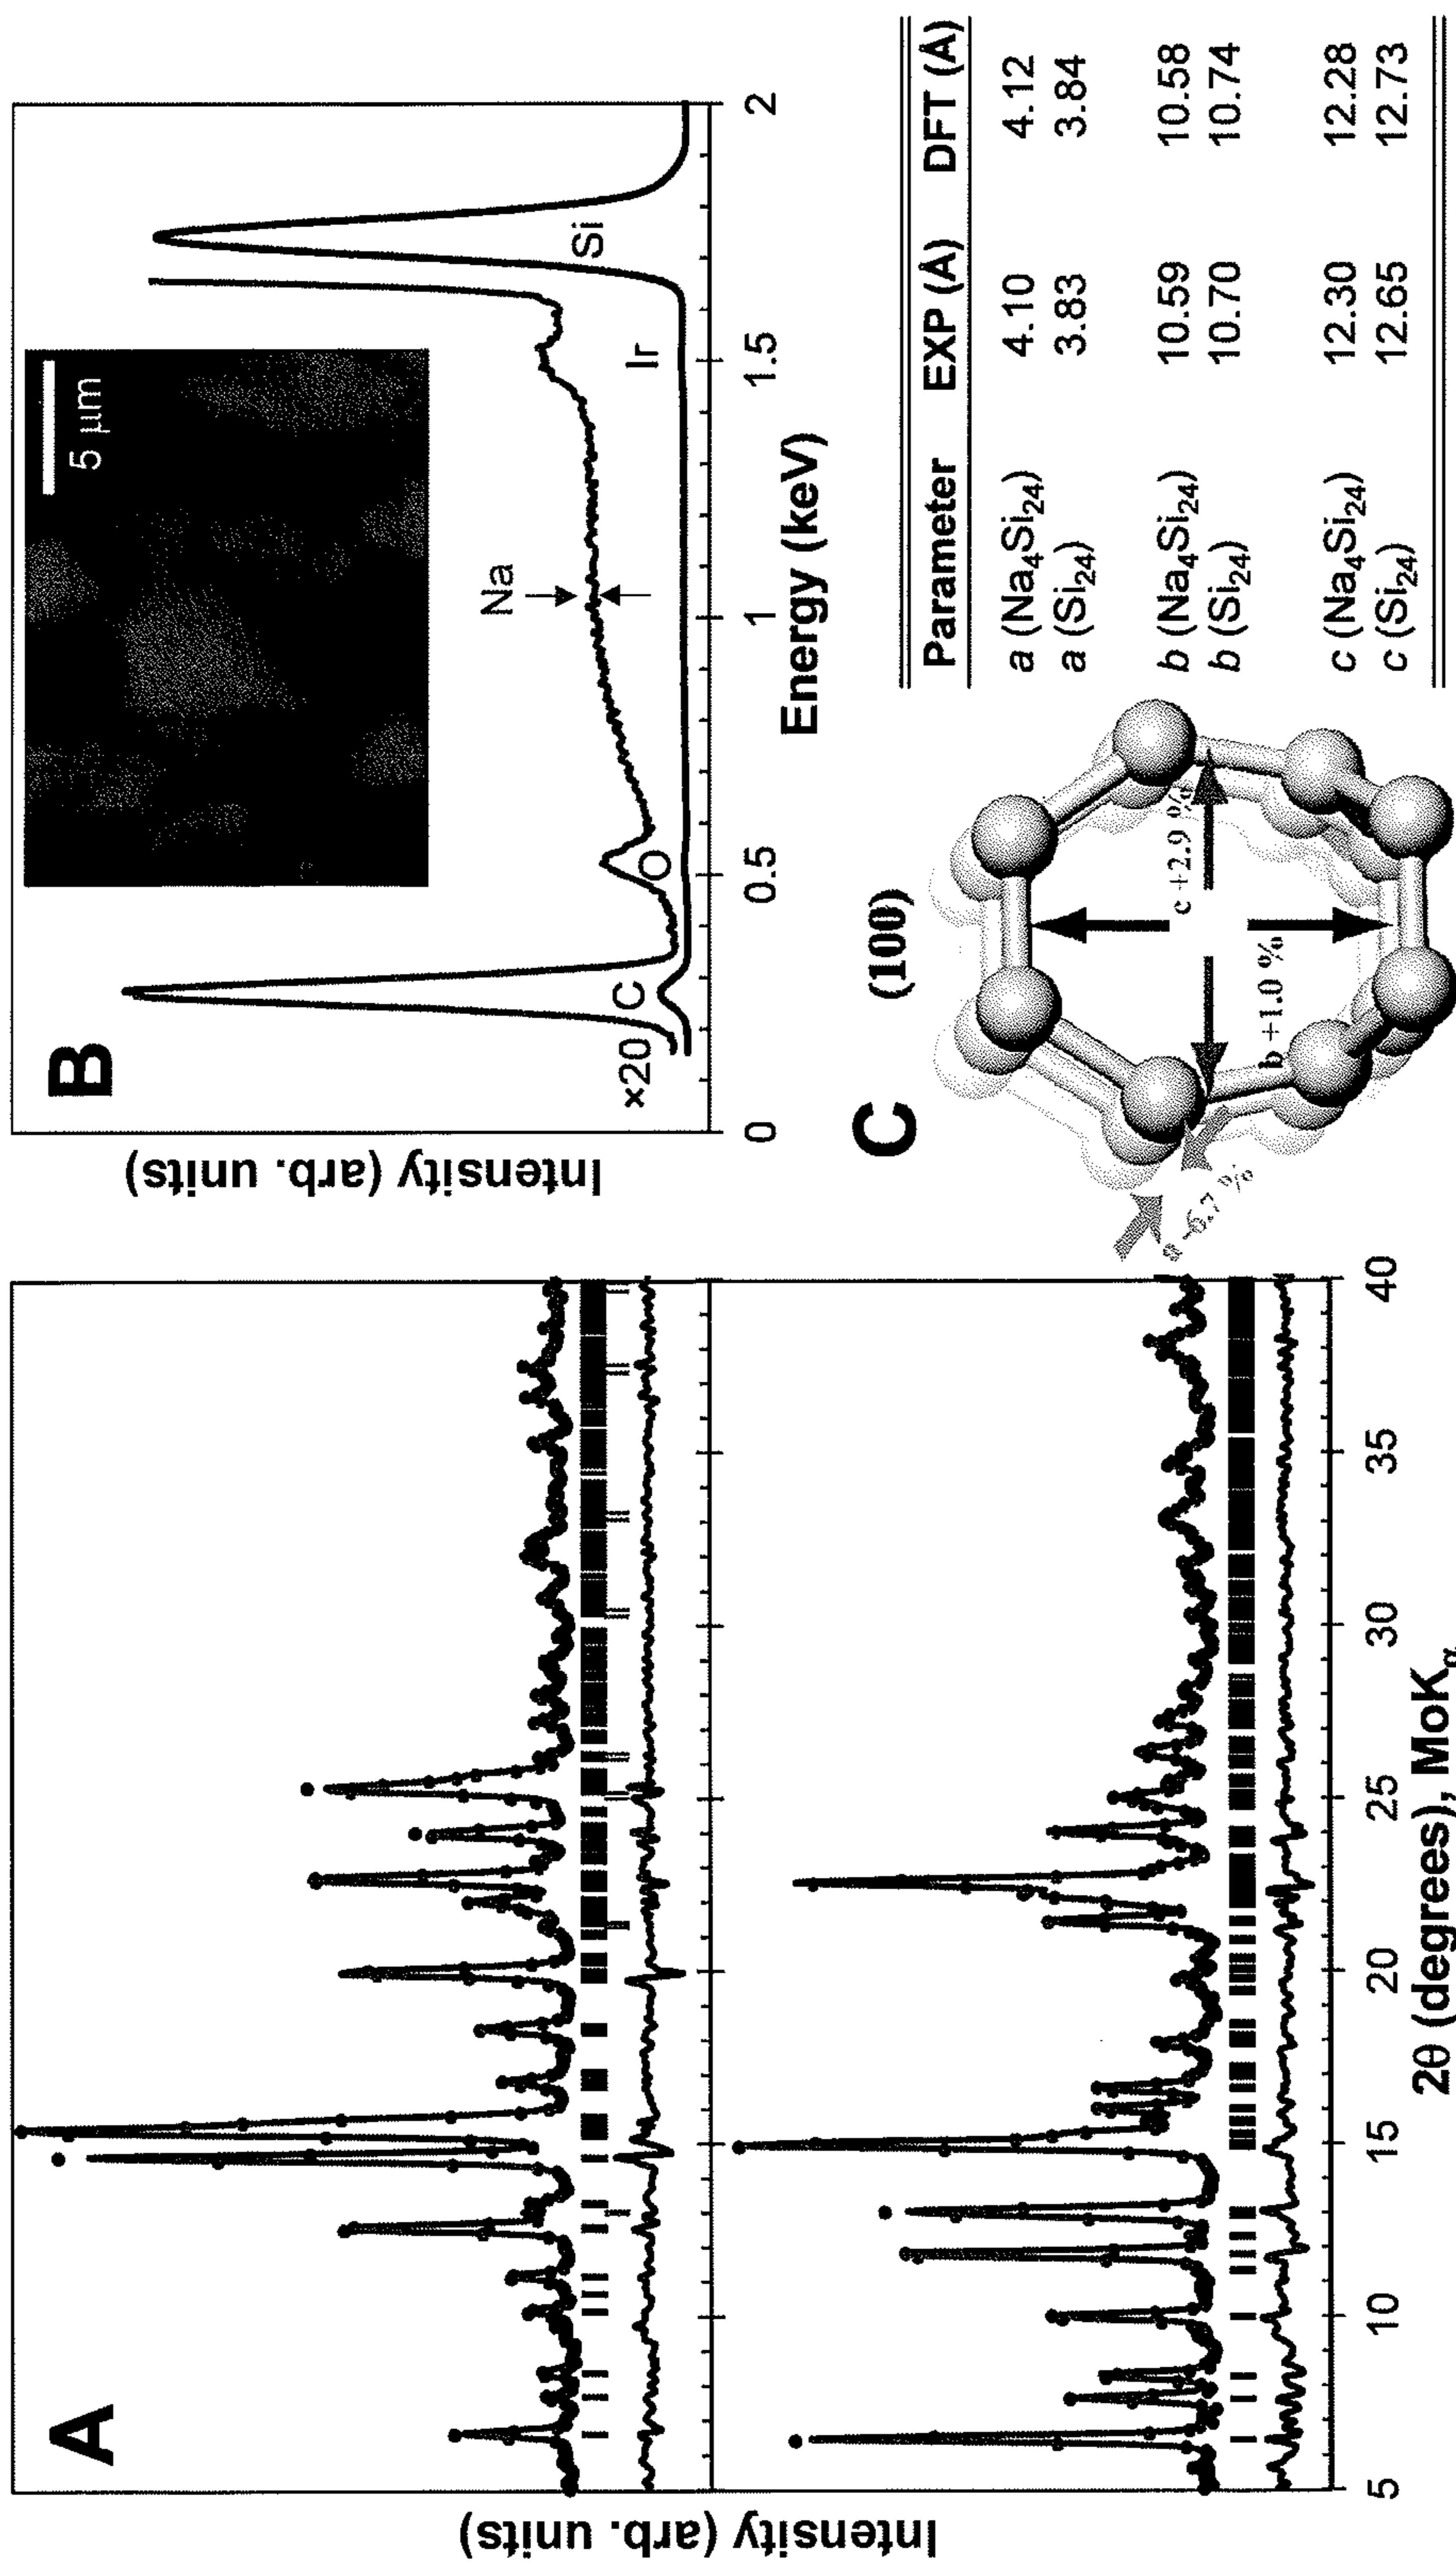 A
Intensity (arb. units)
5 10 15 20 25 30 35 40
2θ (degrees), MoKα
B
5 μm
Intensity (arb. units)
×20
C
O
Na
Ir
Si
0 0.5 1 1.5 2
Energy (keV)
C
(100)
a -6.7 %
b +1.0 %
c +2.9 %
Parameter EXP (Å) DFT (Å)
a (Na₄Si₂₄) 4.10 4.12
a (Si₂₄) 3.83 3.84
b (Na₄Si₂₄) 10.59 10.58
b (Si₂₄) 10.70 10.74
c (Na₄Si₂₄) 12.30 12.28
c (Si₂₄) 12.65 12.73